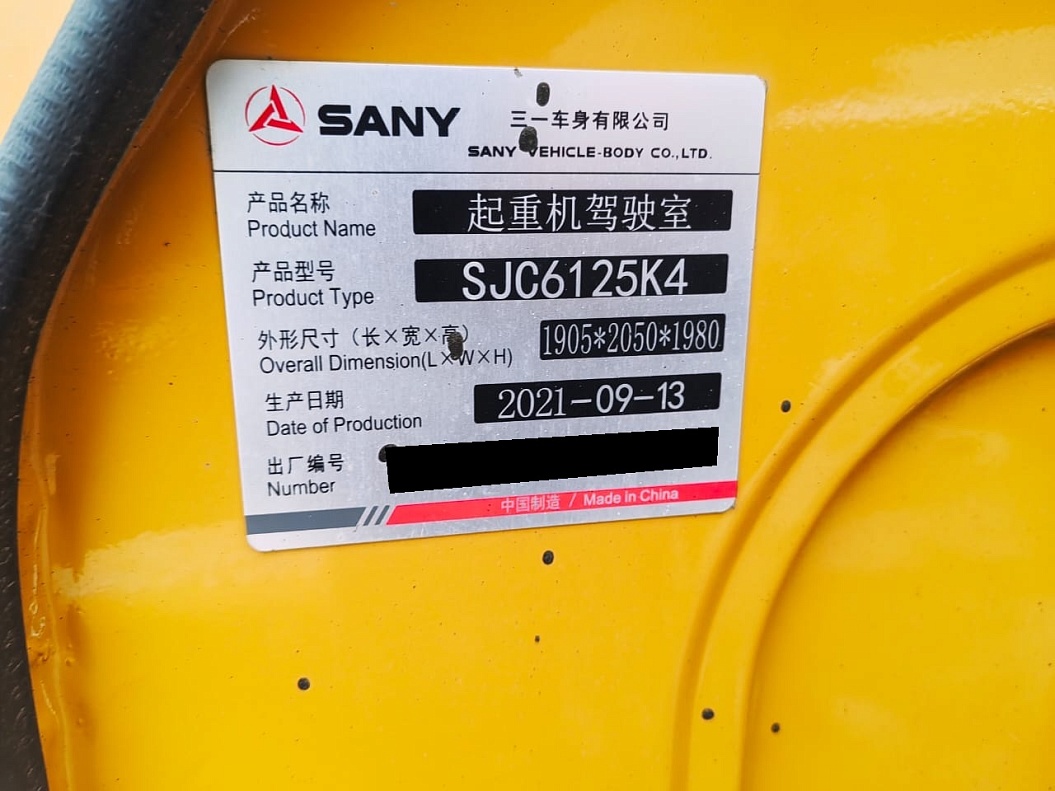 SANY 三一车身有限公司
SANY VEHICLE-BODY CO.,LTD.
产品名称 起重机驾驶室
Product Name
产品型号 SJC6125K4
Product Type
外形尺寸（长×宽×高） 1905*2050*1980
Overall Dimension(L×W×H)
生产日期 2021-09-13
Date of Production
出厂编号
Number
中国制造 / Made in China